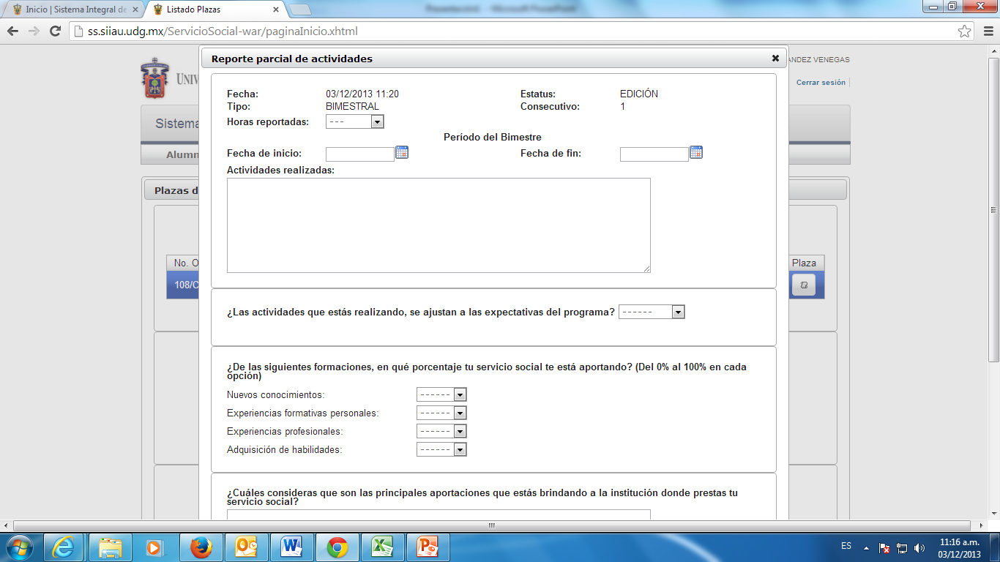 Inicio | Sistema Integral de
Listado Plazas
Presentación1 - Microsoft PowerPoint
ss.siiau.udg.mx/ServicioSocial-war/paginaInicio.xhtml
Reporte parcial de actividades
ANDEZ VENEGAS
UNIV
Cerrar sesión
Fecha: 03/12/2013 11:20 Estatus: EDICIÓN
Tipo: BIMESTRAL Consecutivo: 1
Horas reportadas: ---
Sistema
Período del Bimestre
Alumn
Fecha de inicio: Fecha de fin:
Actividades realizadas:
Plazas d
No. O
Plaza
108/C
¿Las actividades que estás realizando, se ajustan a las expectativas del programa? ------
¿De las siguientes formaciones, en qué porcentaje tu servicio social te está aportando? (Del 0% al 100% en cada
opción)
Nuevos conocimientos: ------
Experiencias formativas personales: ------
Experiencias profesionales: ------
Adquisición de habilidades: ------
¿Cuáles consideras que son las principales aportaciones que estás brindando a la institución donde prestas tu
servicio social?
ES
11:16 a.m.
03/12/2013